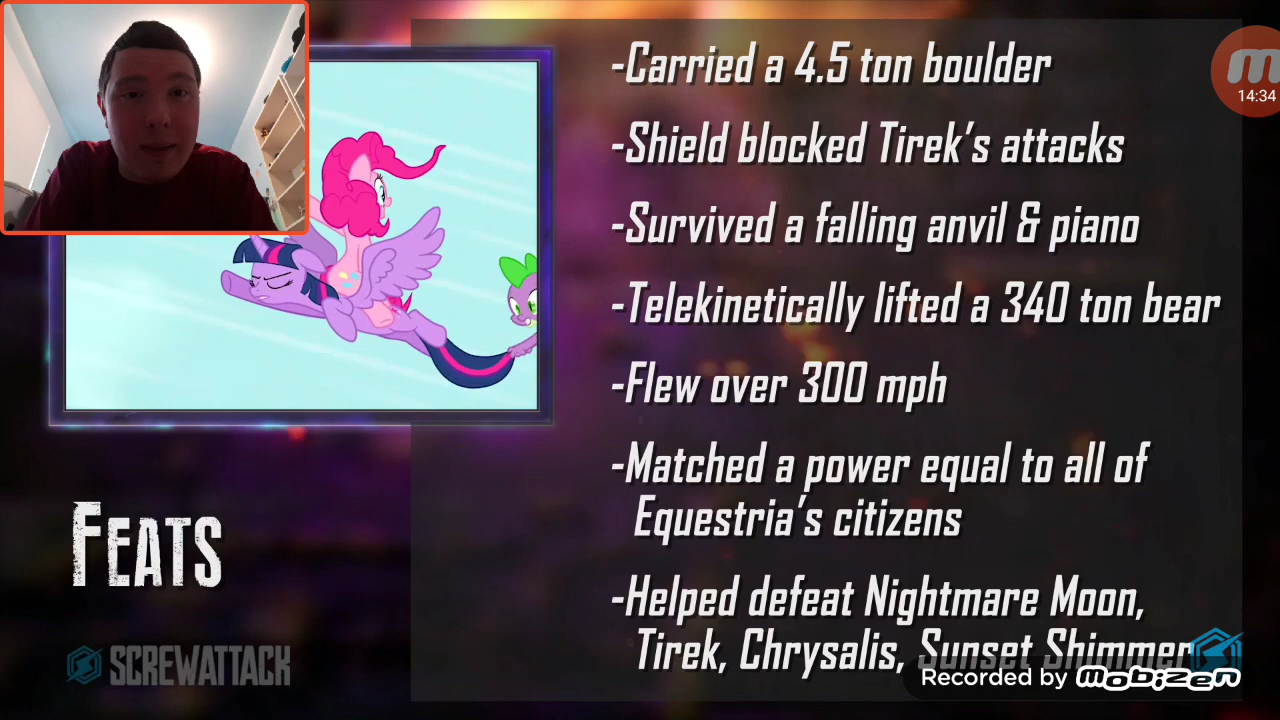 -Carried a 4.5 ton boulder
14:34
-Shield blocked Tirek's attacks
-Survived a falling anvil & piano
-Telekinetically lifted a 340 ton bear
-Flew over 300 mph
-Matched a power equal to all of
Equestria's citizens
-Helped defeat Nightmare Moon,
Tirek, Chrysalis, Sunset Shimmer
FEATS
SCREWATTACK
Recorded by mobizen